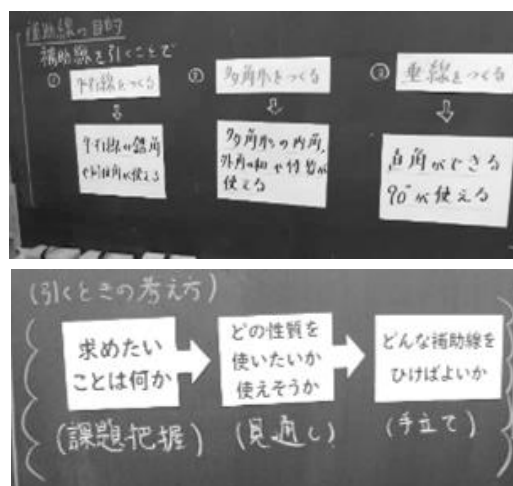 補助線の目的
補助線を引くことで
① 平行線をつくる
② 多角形をつくる
③ 垂線をつくる
平行線の錯角
や同位角が使える
多角形の内角,
外角の和や性質が
使える
直角ができる
90°が使える
(引くときの考え方)
求めたい
ことは何か
どの性質を
使いたいか
使えそうか
どんな補助線を
ひけばよいか
(課題把握)
(見通し)
(手立て)